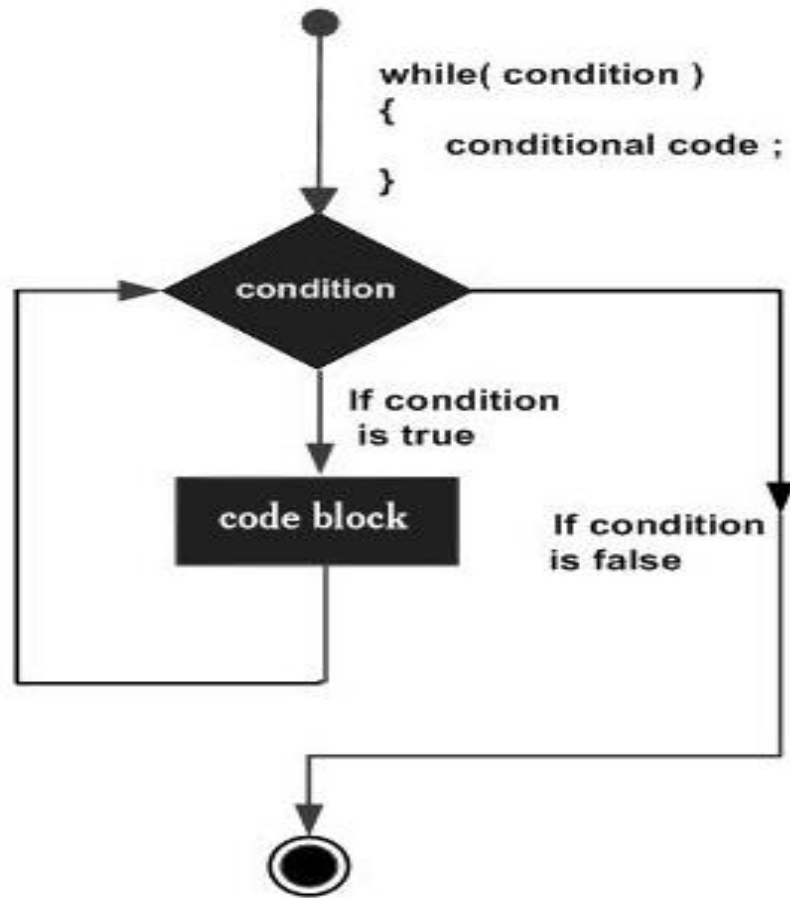 while( condition )
{
conditional code ;
}
condition
If condition
is true
code block
If condition
is false